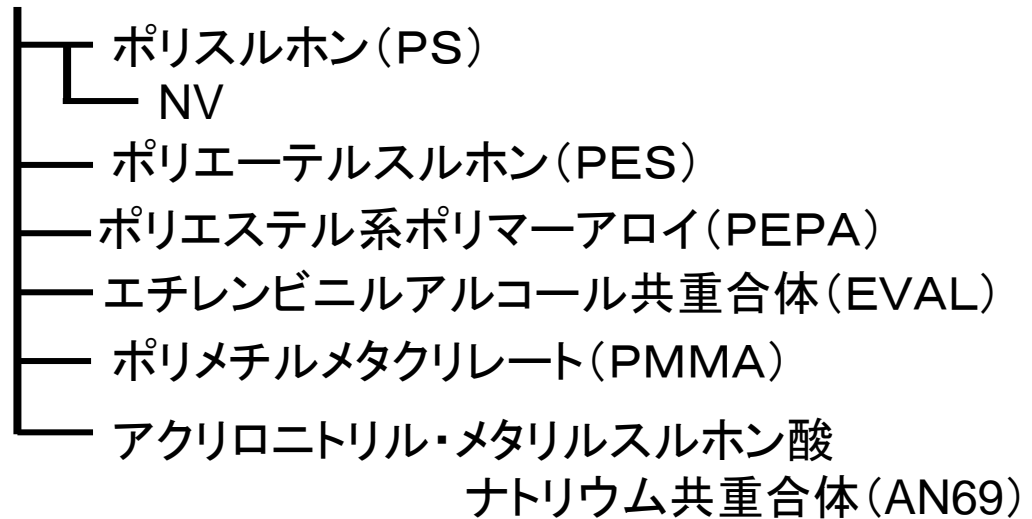 ポリスルホン（PS）
NV
ポリエーテルスルホン（PES）
ポリエステル系ポリマーアロイ（PEPA）
エチレンビニルアルコール共重合体（EVAL）
ポリメチルメタクリレート（PMMA）
アクリロニトリル・メタリルスルホン酸
ナトリウム共重合体（AN69）